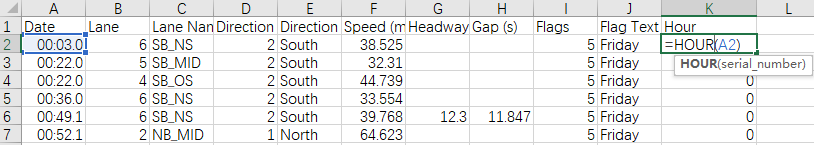 A B C D E F G H I J K L
1 Date Lane Lane Nan Direction Direction Speed (m Headway Gap (s) Flags Flag Text Hour
2 00:03.0 6 SB_NS 2 South 38.525 5 Friday =HOUR(A2)
3 00:22.0 5 SB_MID 2 South 32.31 5 Friday HOUR(serial_number)
4 00:22.0 4 SB_OS 2 South 44.739 5 Friday 0
5 00:36.0 6 SB_NS 2 South 33.554 5 Friday 0
6 00:49.1 6 SB_NS 2 South 39.768 12.3 11.847 5 Friday 0
7 00:52.1 2 NB_MID 1 North 64.623 5 Friday 0